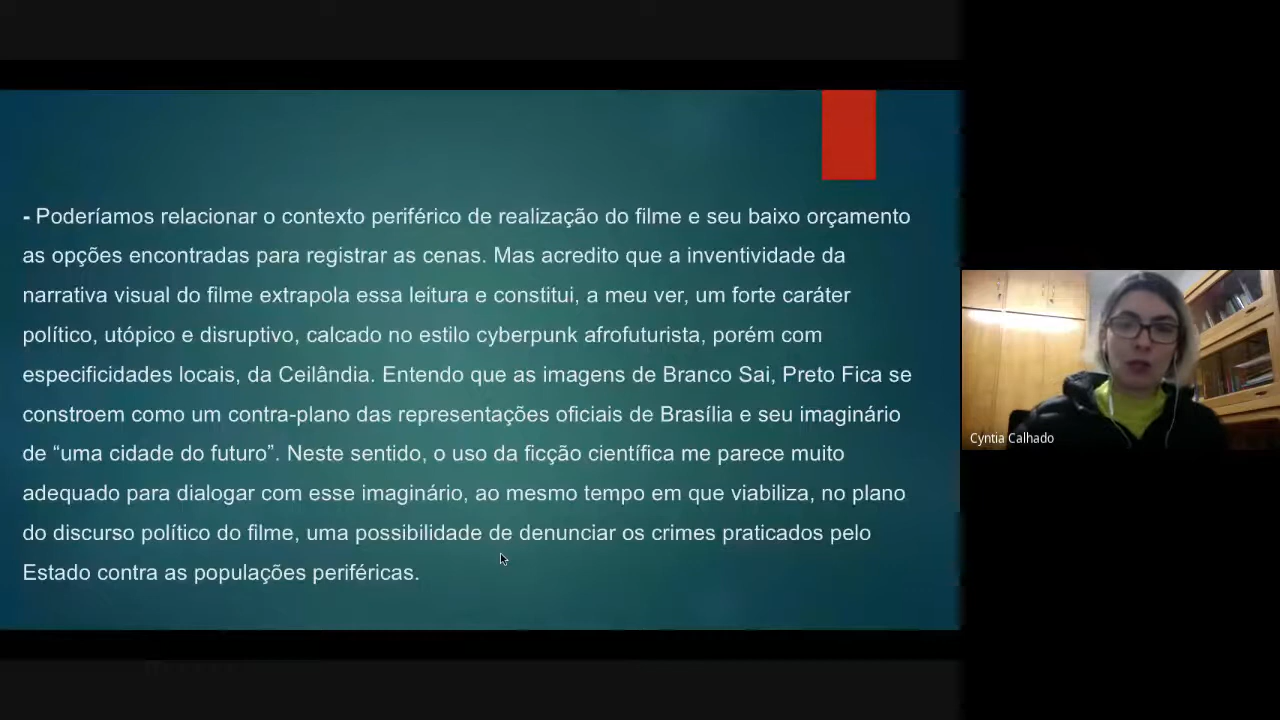 - Poderíamos relacionar o contexto periférico de realização do filme e seu baixo orçamento
as opções encontradas para registrar as cenas. Mas acredito que a inventividade da
narrativa visual do filme extrapola essa leitura e constitui, a meu ver, um forte caráter
político, utópico e disruptivo, calcado no estilo cyberpunk afrofuturista, porém com
especificidades locais, da Ceilândia. Entendo que as imagens de Branco Sai, Preto Fica se
constroem como um contra-plano das representações oficiais de Brasília e seu imaginário
de “uma cidade do futuro”. Neste sentido, o uso da ficção científica me parece muito
adequado para dialogar com esse imaginário, ao mesmo tempo em que viabiliza, no plano
do discurso político do filme, uma possibilidade de denunciar os crimes praticados pelo
Estado contra as populações periféricas.
Cyntia Calhado